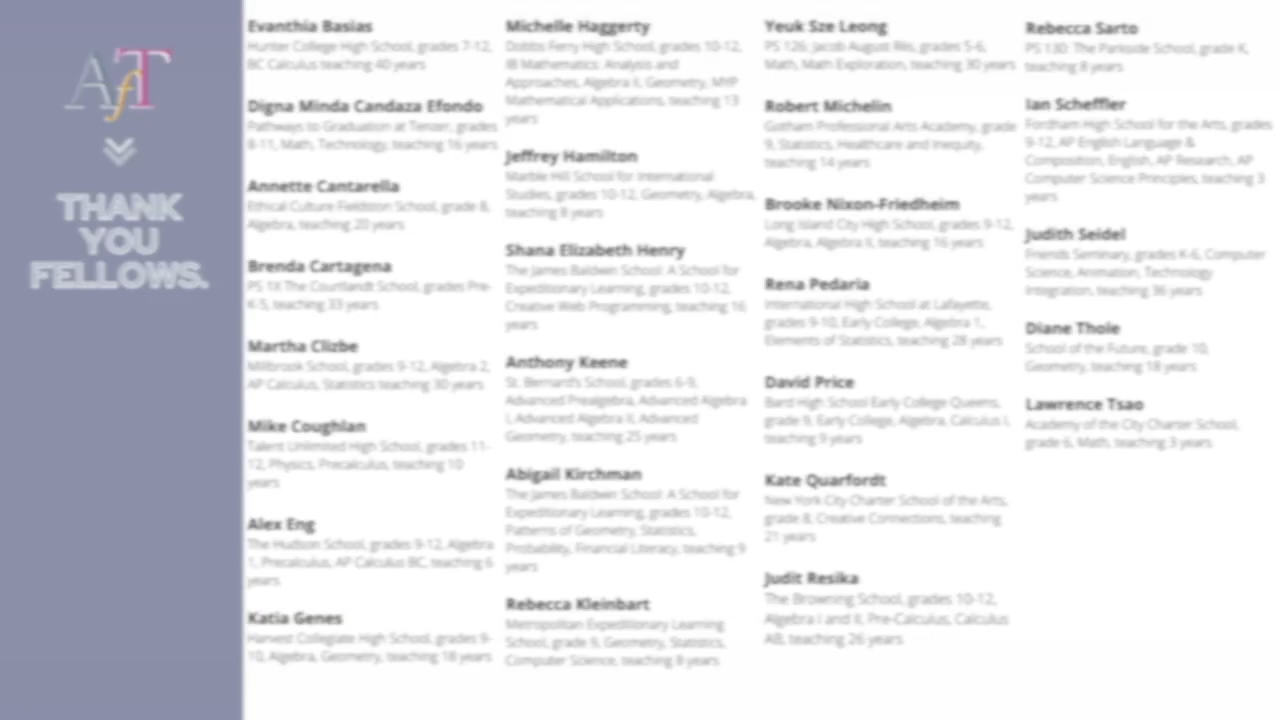 AfT
THANK
YOU
FELLOWS.
Evanthia Basias
Hunter College High School, grades 7-12,
BC Calculus teaching 40 years
Digna Minda Candaza Efondo
Pathways to Graduation at Tenzer, grades
8-11, Math, Technology, teaching 16 years
Annette Cantarella
Ethical Culture Fieldston School, grade 8,
Algebra, teaching 20 years
Brenda Cartagena
PS 1X The Courtlandt School, grades Pre-
K-5, teaching 33 years
Martha Clizbe
Millbrook School, grades 9-12, Algebra 2,
AP Calculus, Statistics teaching 30 years
Mike Coughlan
Talent Unlimited High School, grades 11-
12, Physics, Precalculus, teaching 10
years
Alex Eng
The Hudson School, grades 9-12, Algebra
1, Precalculus, AP Calculus BC, teaching 6
years
Katia Genes
Harvest Collegiate High School, grades 9-
10, Algebra, Geometry, teaching 18 years
Michelle Haggerty
Dobbs Ferry High School, grades 10-12,
IB Mathematics: Analysis and
Approaches, Algebra II, Geometry, MYP
Mathematical Applications, teaching 13
years
Jeffrey Hamilton
Marble Hill School for International
Studies, grades 10-12, Geometry, Algebra,
teaching 8 years
Shana Elizabeth Henry
The James Baldwin School: A School for
Expeditionary Learning, grades 10-12,
Creative Web Programming, teaching 16
years
Anthony Keene
St. Bernard's School, grades 6-9,
Advanced Prealgebra, Advanced Algebra
I, Advanced Algebra II, Advanced
Geometry, teaching 25 years
Abigail Kirchman
The James Baldwin School: A School for
Expeditionary Learning, grades 10-12,
Patterns of Geometry, Statistics,
Probability, Financial Literacy, teaching 9
years
Rebecca Kleinbart
Metropolitan Expeditionary Learning
School, grade 9, Geometry, Statistics,
Computer Science, teaching 8 years
Yeuk Sze Leong
PS 126: Jacob August Riis, grades 5-6,
Math, Math Exploration, teaching 30 years
Robert Michelin
Gotham Professional Arts Academy, grade
9, Statistics, Healthcare and Inequity,
teaching 14 years
Brooke Nixon-Friedheim
Long Island City High School, grades 9-12,
Algebra, Algebra II, teaching 16 years
Rena Pedaria
International High School at Lafayette,
grades 9-10, Early College, Algebra 1,
Elements of Statistics, teaching 28 years
David Price
Bard High School Early College Queens,
grade 9, Early College, Algebra, Calculus I,
teaching 9 years
Kate Quarfordt
New York City Charter School of the Arts,
grade 8, Creative Connections, teaching
21 years
Judit Resika
The Browning School, grades 10-12,
Algebra I and II, Pre-Calculus, Calculus
AB, teaching 26 years
Rebecca Sarto
PS 130: The Parkside School, grade K,
teaching 8 years
Ian Scheffler
Fordham High School for the Arts, grades
9-12, AP English Language &
Composition, English, AP Research, AP
Computer Science Principles, teaching 3
years
Judith Seidel
Friends Seminary, grades K-6, Computer
Science, Animation, Technology
Integration, teaching 36 years
Diane Thole
School of the Future, grade 10,
Geometry, teaching 18 years
Lawrence Tsao
Academy of the City Charter School,
grade 6, Math, teaching 3 years